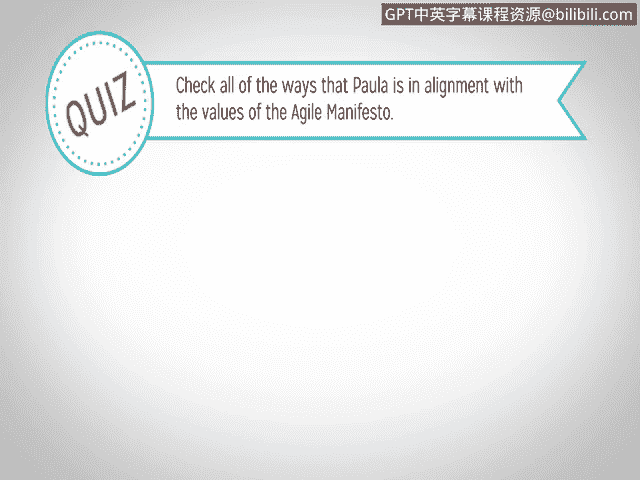 GPT中英字幕课程资源@bilibili.com
QUIZ
Check all of the ways that Paula is in alignment with
the values of the Agile Manifesto.